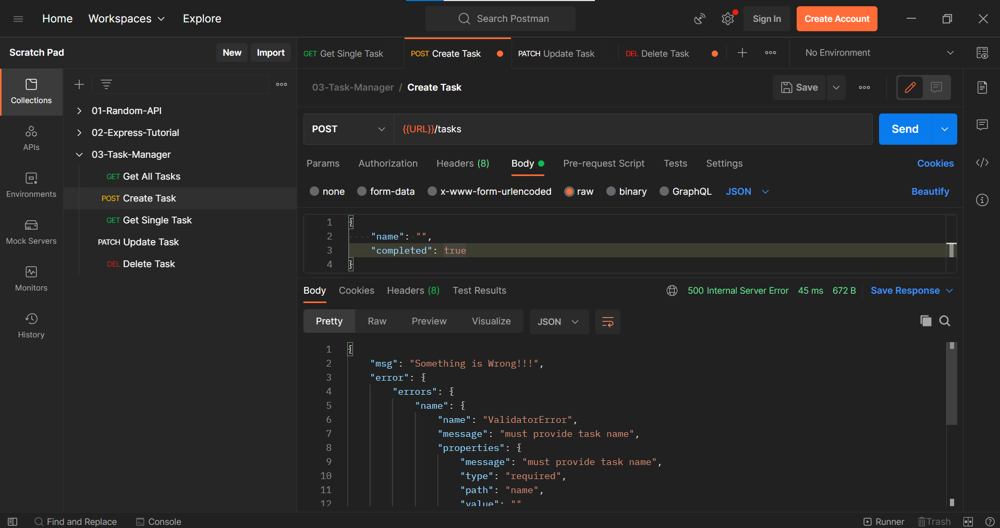 Home Workspaces Explore Search Postman Sign In Create Account
Scratch Pad New Import GET Get Single Task POST Create Task PATCH Update Task DEL Delete Task No Environment
Collections
APIs
Environments
Mock Servers
Monitors
History
01-Random-API
02-Express-Tutorial
03-Task-Manager
GET Get All Tasks
POST Create Task
GET Get Single Task
PATCH Update Task
DEL Delete Task
03-Task-Manager / Create Task Save
POST {{URL}}/tasks Send
Params Authorization Headers (8) Body Pre-request Script Tests Settings Cookies
none form-data x-www-form-urlencoded raw binary GraphQL JSON Beautify
1 {
2 "name": "",
3 "completed": true
4 }
Body Cookies Headers (8) Test Results 500 Internal Server Error 45 ms 672 B Save Response
Pretty Raw Preview Visualize JSON
1 {
2 "msg": "Something is Wrong!!!",
3 "error": {
4 "errors": {
5 "name": {
6 "name": "ValidatorError",
7 "message": "must provide task name",
8 "properties": {
9 "message": "must provide task name",
10 "type": "required",
11 "path": "name",
12 "value": ""
Find and Replace Console Runner Trash